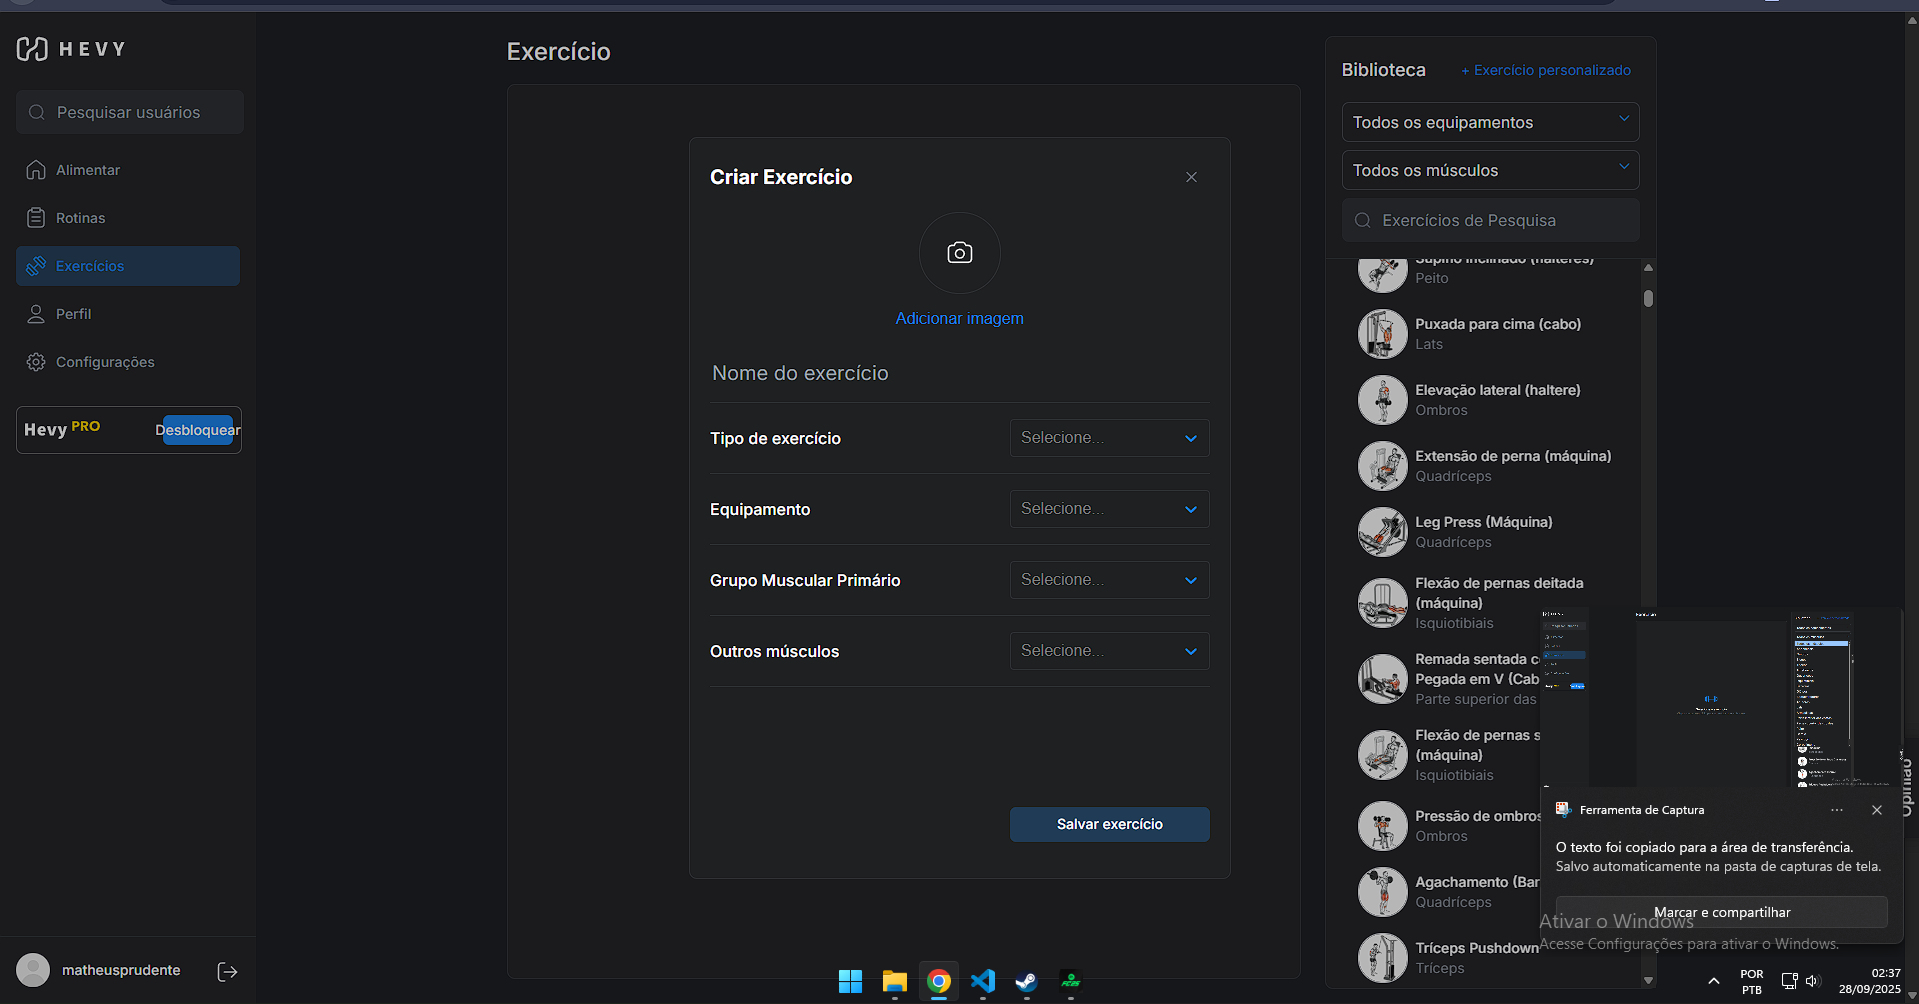 HEVY
Pesquisar usuários
Alimentar
Rotinas
Exercícios
Perfil
Configurações
Hevy PRO
Desbloquear
matheusprudente
Exercício
Criar Exercício
Adicionar imagem
Nome do exercício
Tipo de exercício
Selecione...
Equipamento
Selecione...
Grupo Muscular Primário
Selecione...
Outros músculos
Selecione...
Salvar exercício
Biblioteca
+ Exercício personalizado
Todos os equipamentos
Todos os músculos
Exercícios de Pesquisa
Supino inclinado (halteres)
Peito
Puxada para cima (cabo)
Lats
Elevação lateral (haltere)
Ombros
Extensão de perna (máquina)
Quadríceps
Leg Press (Máquina)
Quadríceps
Flexão de pernas deitada
(máquina)
Isquiotibiais
Remada sentada c
Pegada em V (Cab
Parte superior das
Flexão de pernas s
(máquina)
Isquiotibiais
Pressão de ombros
Ombros
Agachamento (Bar
Quadríceps
Tríceps Pushdown
Tríceps
Opinião
Ferramenta de Captura
O texto foi copiado para a área de transferência.
Salvo automaticamente na pasta de capturas de tela.
Marcar e compartilhar
Ativar o Windows
Acesse Configurações para ativar o Windows.
FC25
POR
PTB
02:37
28/09/2025